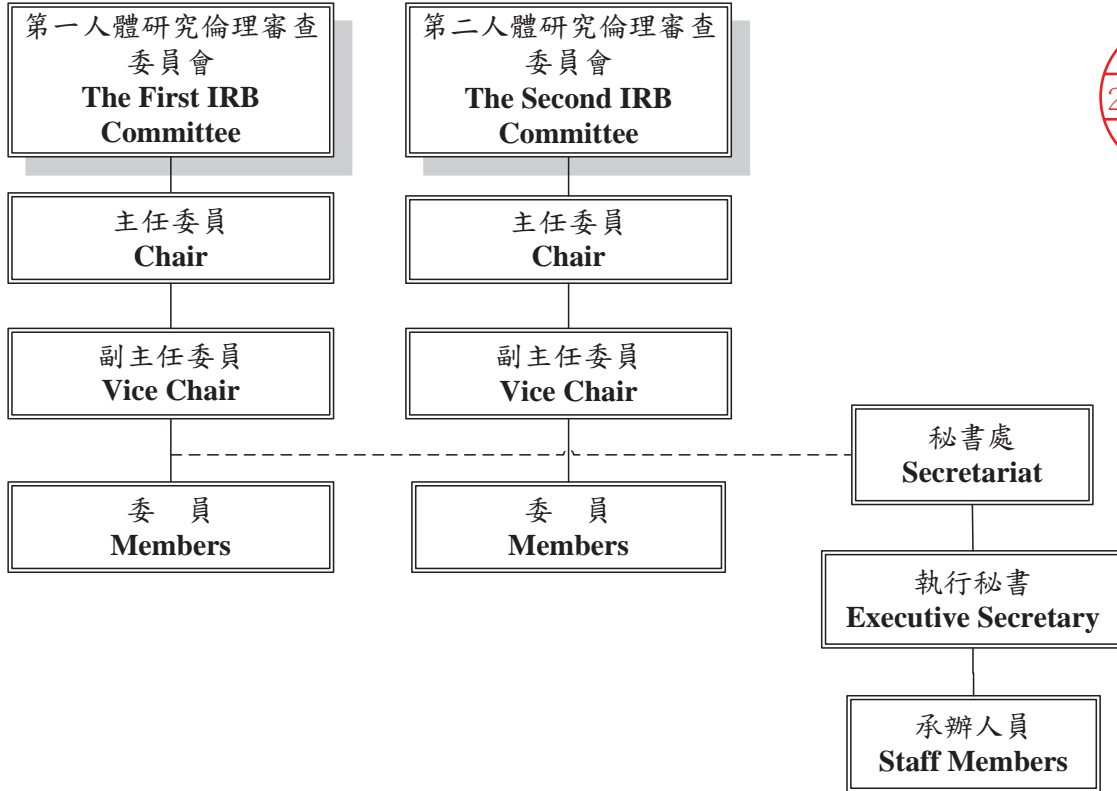 第一人體研究倫理審查
委員會
The First IRB
Committee
第二人體研究倫理審查
委員會
The Second IRB
Committee
主任委員
Chair
主任委員
Chair
副主任委員
Vice Chair
副主任委員
Vice Chair
秘書處
Secretariat
委 員
Members
委 員
Members
執行秘書
Executive Secretary
承辦人員
Staff Members